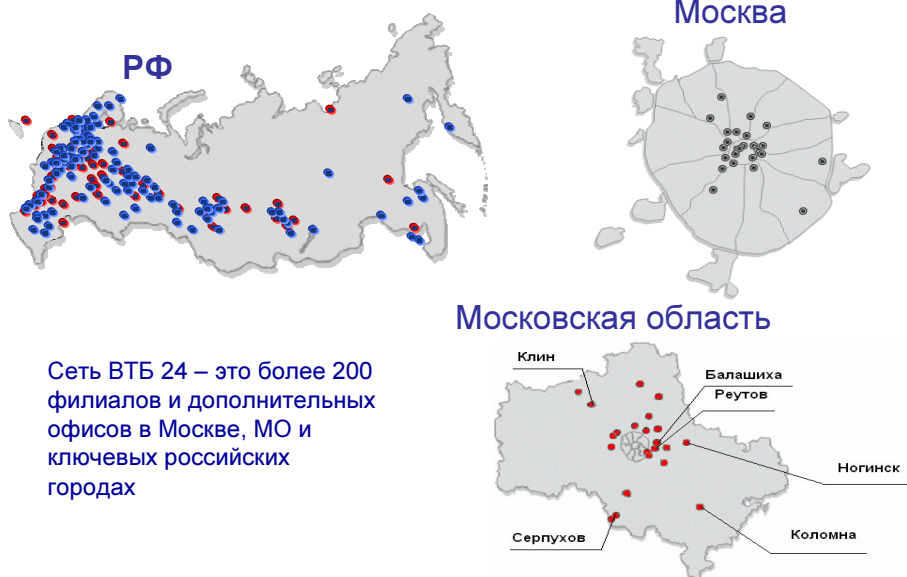 Москва
РФ
Московская область
Сеть ВТБ 24 – это более 200
филиалов и дополнительных
офисов в Москве, МО и
ключевых российских
городах
Клин
Балашиха
Реутов
Ногинск
Серпухов
Коломна